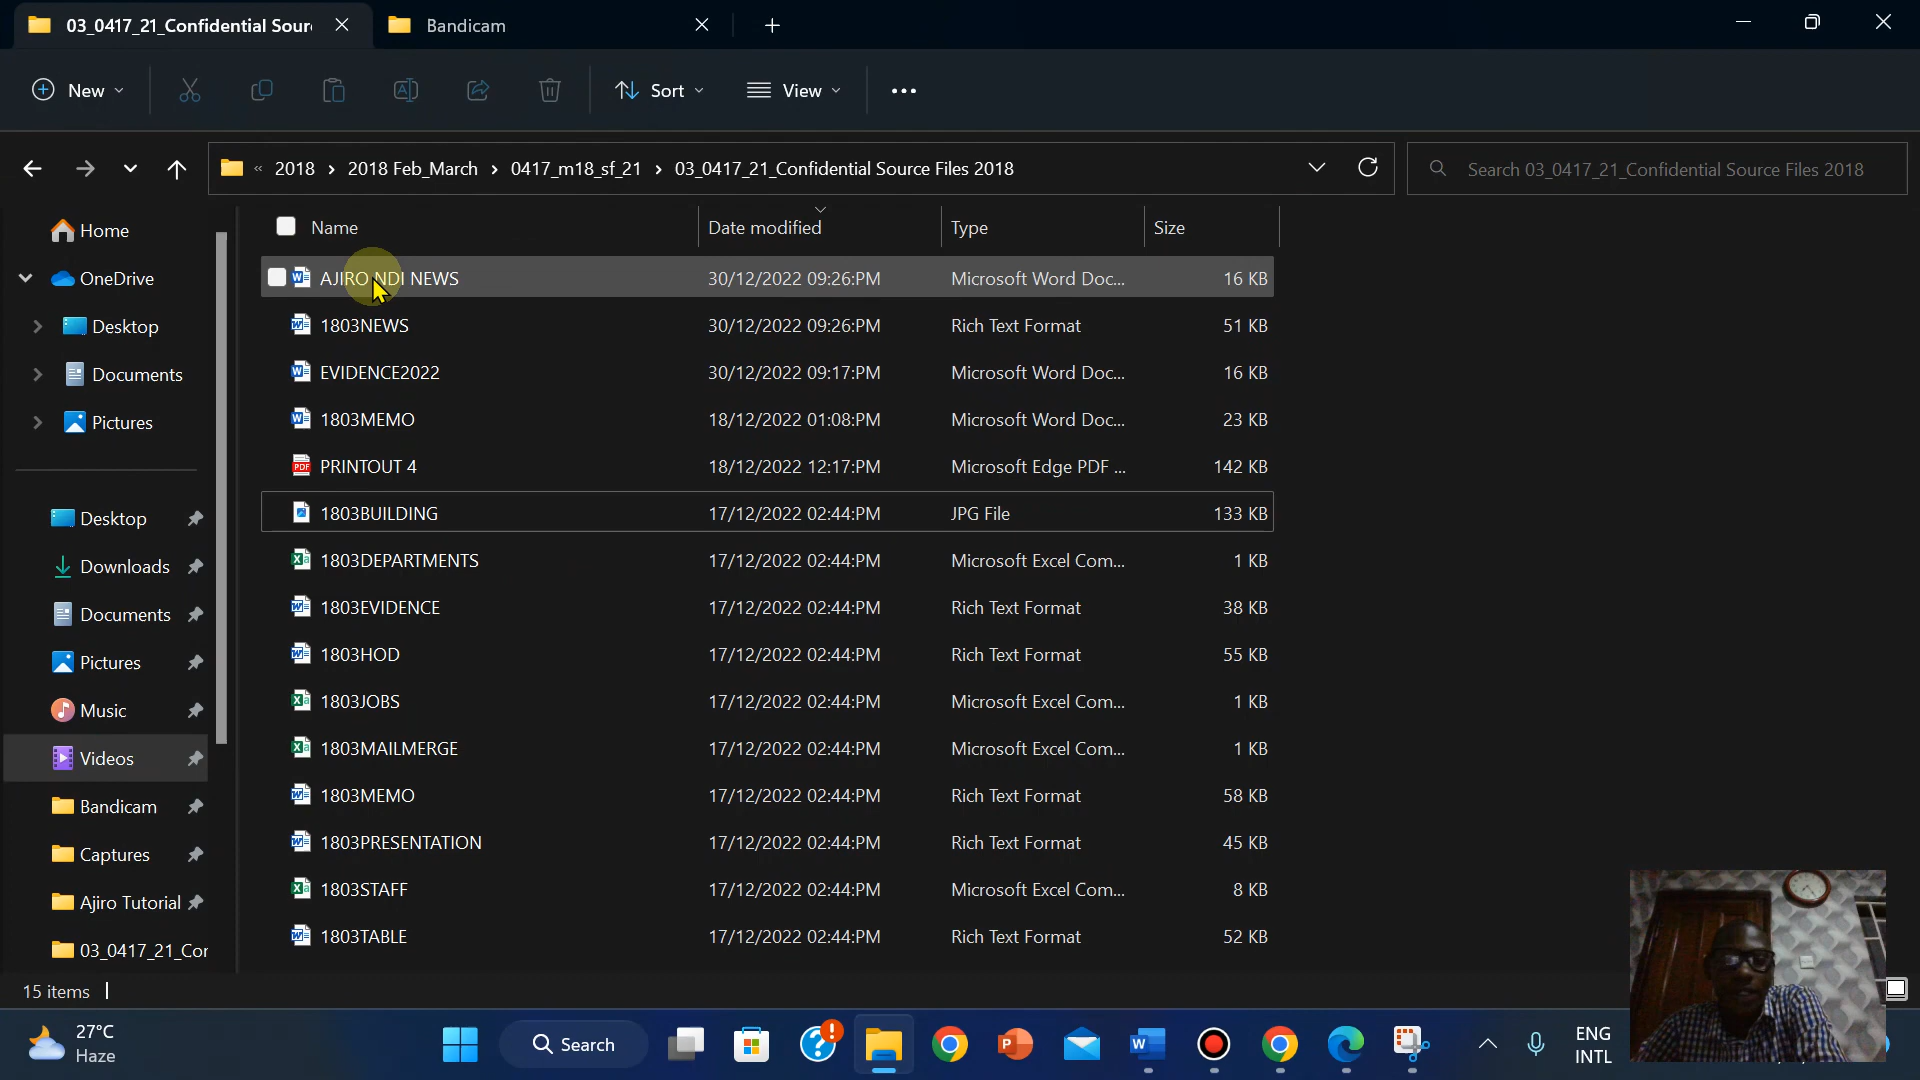 03_0417_21_Confidential Sour
Bandicam
New
Sort
View
2018 › 2018 Feb_March › 0417_m18_sf_21 › 03_0417_21_Confidential Source Files 2018
Search 03_0417_21_Confidential Source Files 2018
Home
OneDrive
Desktop
Documents
Pictures
Desktop
Downloads
Documents
Pictures
Music
Videos
Bandicam
Captures
Ajiro Tutorial
03_0417_21_Cor
Name Date modified Type Size
AJIRO NDI NEWS 30/12/2022 09:26:PM Microsoft Word Doc... 16 KB
1803NEWS 30/12/2022 09:26:PM Rich Text Format 51 KB
EVIDENCE2022 30/12/2022 09:17:PM Microsoft Word Doc... 16 KB
1803MEMO 18/12/2022 01:08:PM Microsoft Word Doc... 23 KB
PRINTOUT 4 18/12/2022 12:17:PM Microsoft Edge PDF ... 142 KB
1803BUILDING 17/12/2022 02:44:PM JPG File 133 KB
1803DEPARTMENTS 17/12/2022 02:44:PM Microsoft Excel Com... 1 KB
1803EVIDENCE 17/12/2022 02:44:PM Rich Text Format 38 KB
1803HOD 17/12/2022 02:44:PM Rich Text Format 55 KB
1803JOBS 17/12/2022 02:44:PM Microsoft Excel Com... 1 KB
1803MAILMERGE 17/12/2022 02:44:PM Microsoft Excel Com... 1 KB
1803MEMO 17/12/2022 02:44:PM Rich Text Format 58 KB
1803PRESENTATION 17/12/2022 02:44:PM Rich Text Format 45 KB
1803STAFF 17/12/2022 02:44:PM Microsoft Excel Com... 8 KB
1803TABLE 17/12/2022 02:44:PM Rich Text Format 52 KB
15 items
27°C
Haze
Search
ENG
INTL